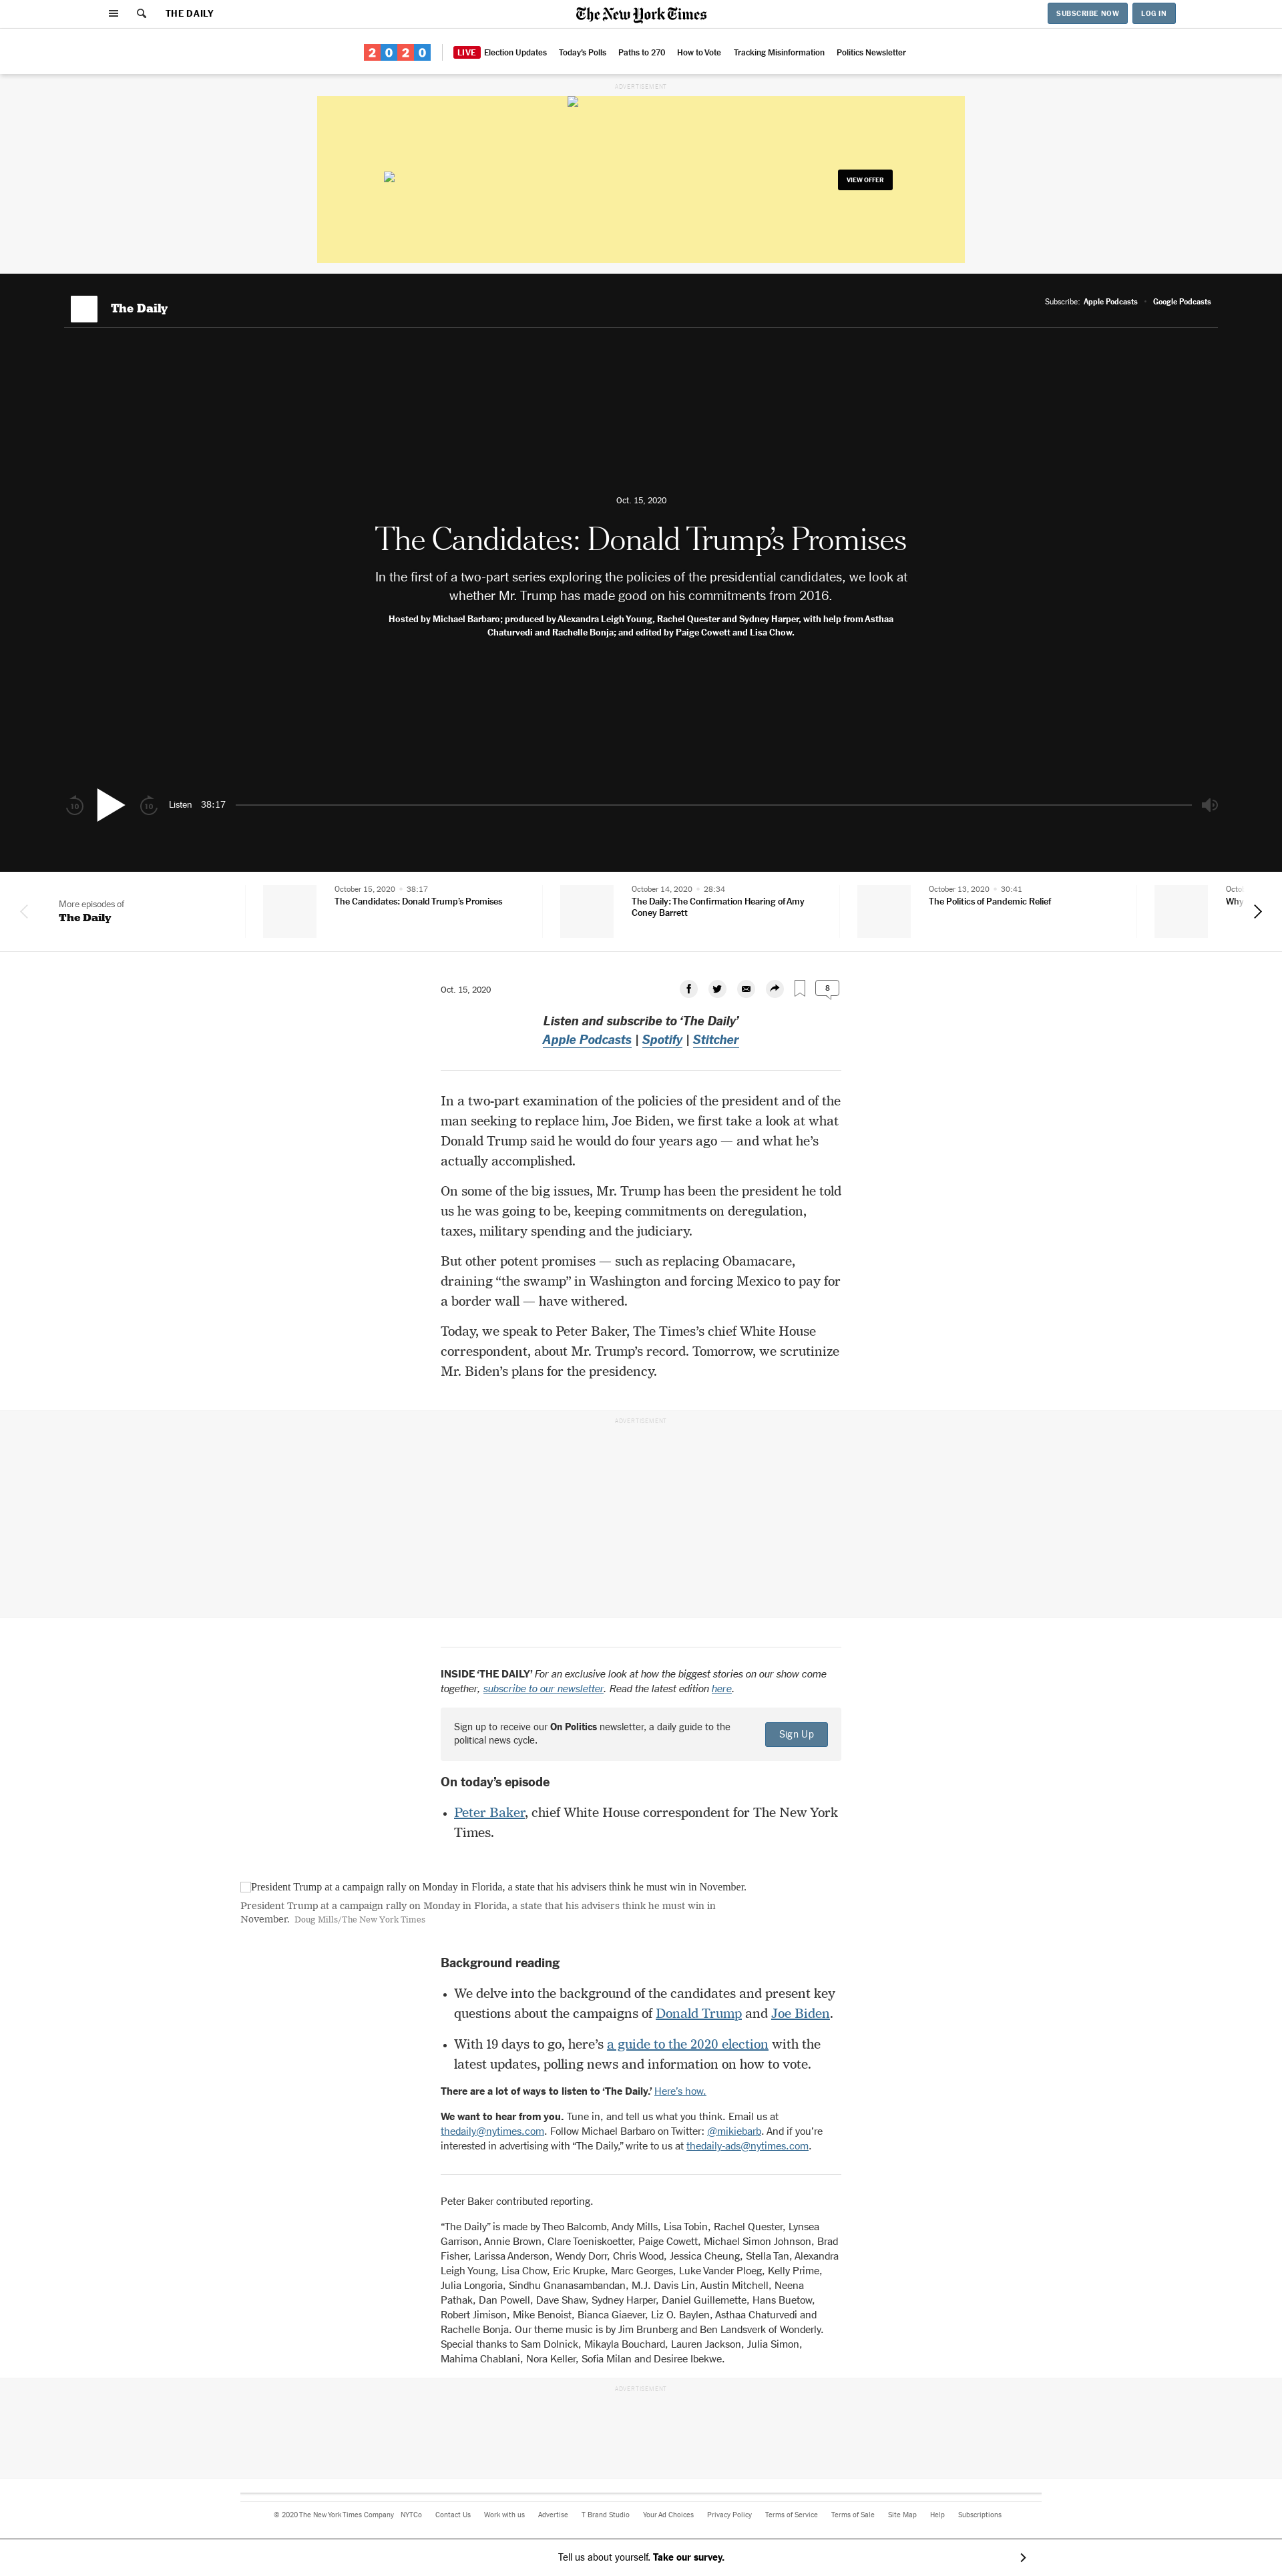 THE DAILY
The New York Times
SUBSCRIBE NOW
LOG IN
2020
LIVE Election Updates
Today's Polls
Paths to 270
How to Vote
Tracking Misinformation
Politics Newsletter
ADVERTISEMENT
VIEW OFFER
The Daily
Subscribe: Apple Podcasts • Google Podcasts
Oct. 15, 2020
The Candidates: Donald Trump’s Promises
In the first of a two-part series exploring the policies of the presidential candidates, we look at
whether Mr. Trump has made good on his commitments from 2016.
Hosted by Michael Barbaro; produced by Alexandra Leigh Young, Rachel Quester and Sydney Harper, with help from Asthaa
Chaturvedi and Rachelle Bonja; and edited by Paige Cowett and Lisa Chow.
10
10
Listen 38:17
More episodes of
The Daily
October 15, 2020 • 38:17
The Candidates: Donald Trump’s Promises
October 14, 2020 • 28:34
The Daily: The Confirmation Hearing of Amy
Coney Barrett
October 13, 2020 • 30:41
The Politics of Pandemic Relief
Why
Oct. 15, 2020
8
Listen and subscribe to ‘The Daily’
Apple Podcasts | Spotify | Stitcher
In a two-part examination of the policies of the president and of the
man seeking to replace him, Joe Biden, we first take a look at what
Donald Trump said he would do four years ago — and what he’s
actually accomplished.
On some of the big issues, Mr. Trump has been the president he told
us he was going to be, keeping commitments on deregulation,
taxes, military spending and the judiciary.
But other potent promises — such as replacing Obamacare,
draining “the swamp” in Washington and forcing Mexico to pay for
a border wall — have withered.
Today, we speak to Peter Baker, The Times’s chief White House
correspondent, about Mr. Trump’s record. Tomorrow, we scrutinize
Mr. Biden’s plans for the presidency.
ADVERTISEMENT
INSIDE ‘THE DAILY’ For an exclusive look at how the biggest stories on our show come
together, subscribe to our newsletter. Read the latest edition here.
Sign up to receive our On Politics newsletter, a daily guide to the
political news cycle.
Sign Up
On today’s episode
• Peter Baker, chief White House correspondent for The New York
Times.
President Trump at a campaign rally on Monday in Florida, a state that his advisers think he must win in November.
President Trump at a campaign rally on Monday in Florida, a state that his advisers think he must win in
November. Doug Mills/The New York Times
Background reading
• We delve into the background of the candidates and present key
questions about the campaigns of Donald Trump and Joe Biden.
• With 19 days to go, here’s a guide to the 2020 election with the
latest updates, polling news and information on how to vote.
There are a lot of ways to listen to ‘The Daily.’ Here’s how.
We want to hear from you. Tune in, and tell us what you think. Email us at
thedaily@nytimes.com. Follow Michael Barbaro on Twitter: @mikiebarb. And if you’re
interested in advertising with “The Daily,” write to us at thedaily-ads@nytimes.com.
Peter Baker contributed reporting.
“The Daily” is made by Theo Balcomb, Andy Mills, Lisa Tobin, Rachel Quester, Lynsea
Garrison, Annie Brown, Clare Toeniskoetter, Paige Cowett, Michael Simon Johnson, Brad
Fisher, Larissa Anderson, Wendy Dorr, Chris Wood, Jessica Cheung, Stella Tan, Alexandra
Leigh Young, Lisa Chow, Eric Krupke, Marc Georges, Luke Vander Ploeg, Kelly Prime,
Julia Longoria, Sindhu Gnanasambandan, M.J. Davis Lin, Austin Mitchell, Neena
Pathak, Dan Powell, Dave Shaw, Sydney Harper, Daniel Guillemette, Hans Buetow,
Robert Jimison, Mike Benoist, Bianca Giaever, Liz O. Baylen, Asthaa Chaturvedi and
Rachelle Bonja. Our theme music is by Jim Brunberg and Ben Landsverk of Wonderly.
Special thanks to Sam Dolnick, Mikayla Bouchard, Lauren Jackson, Julia Simon,
Mahima Chablani, Nora Keller, Sofia Milan and Desiree Ibekwe.
ADVERTISEMENT
© 2020 The New York Times Company
NYTCo
Contact Us
Work with us
Advertise
T Brand Studio
Your Ad Choices
Privacy Policy
Terms of Service
Terms of Sale
Site Map
Help
Subscriptions
Tell us about yourself. Take our survey.